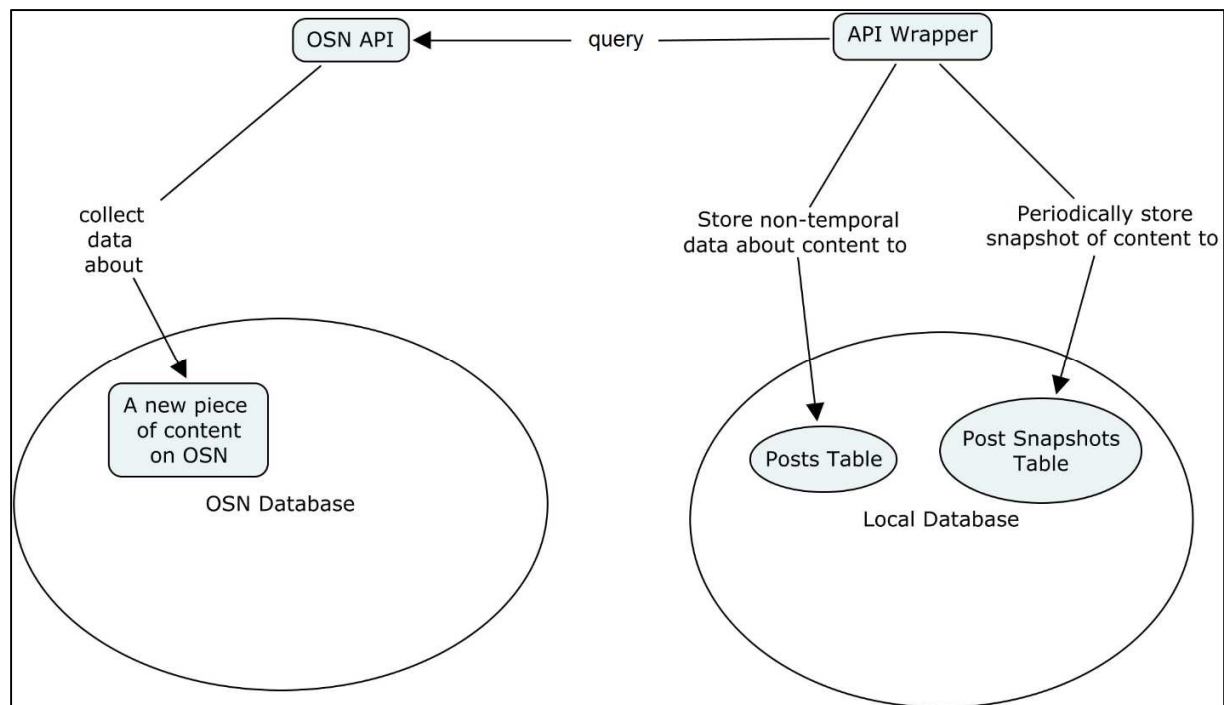 OSN API
query
API Wrapper
collect
data
about
Store non-temporal
data about content to
Periodically store
snapshot of content to
A new piece
of content
on OSN
OSN Database
Posts Table
Post Snapshots
Table
Local Database